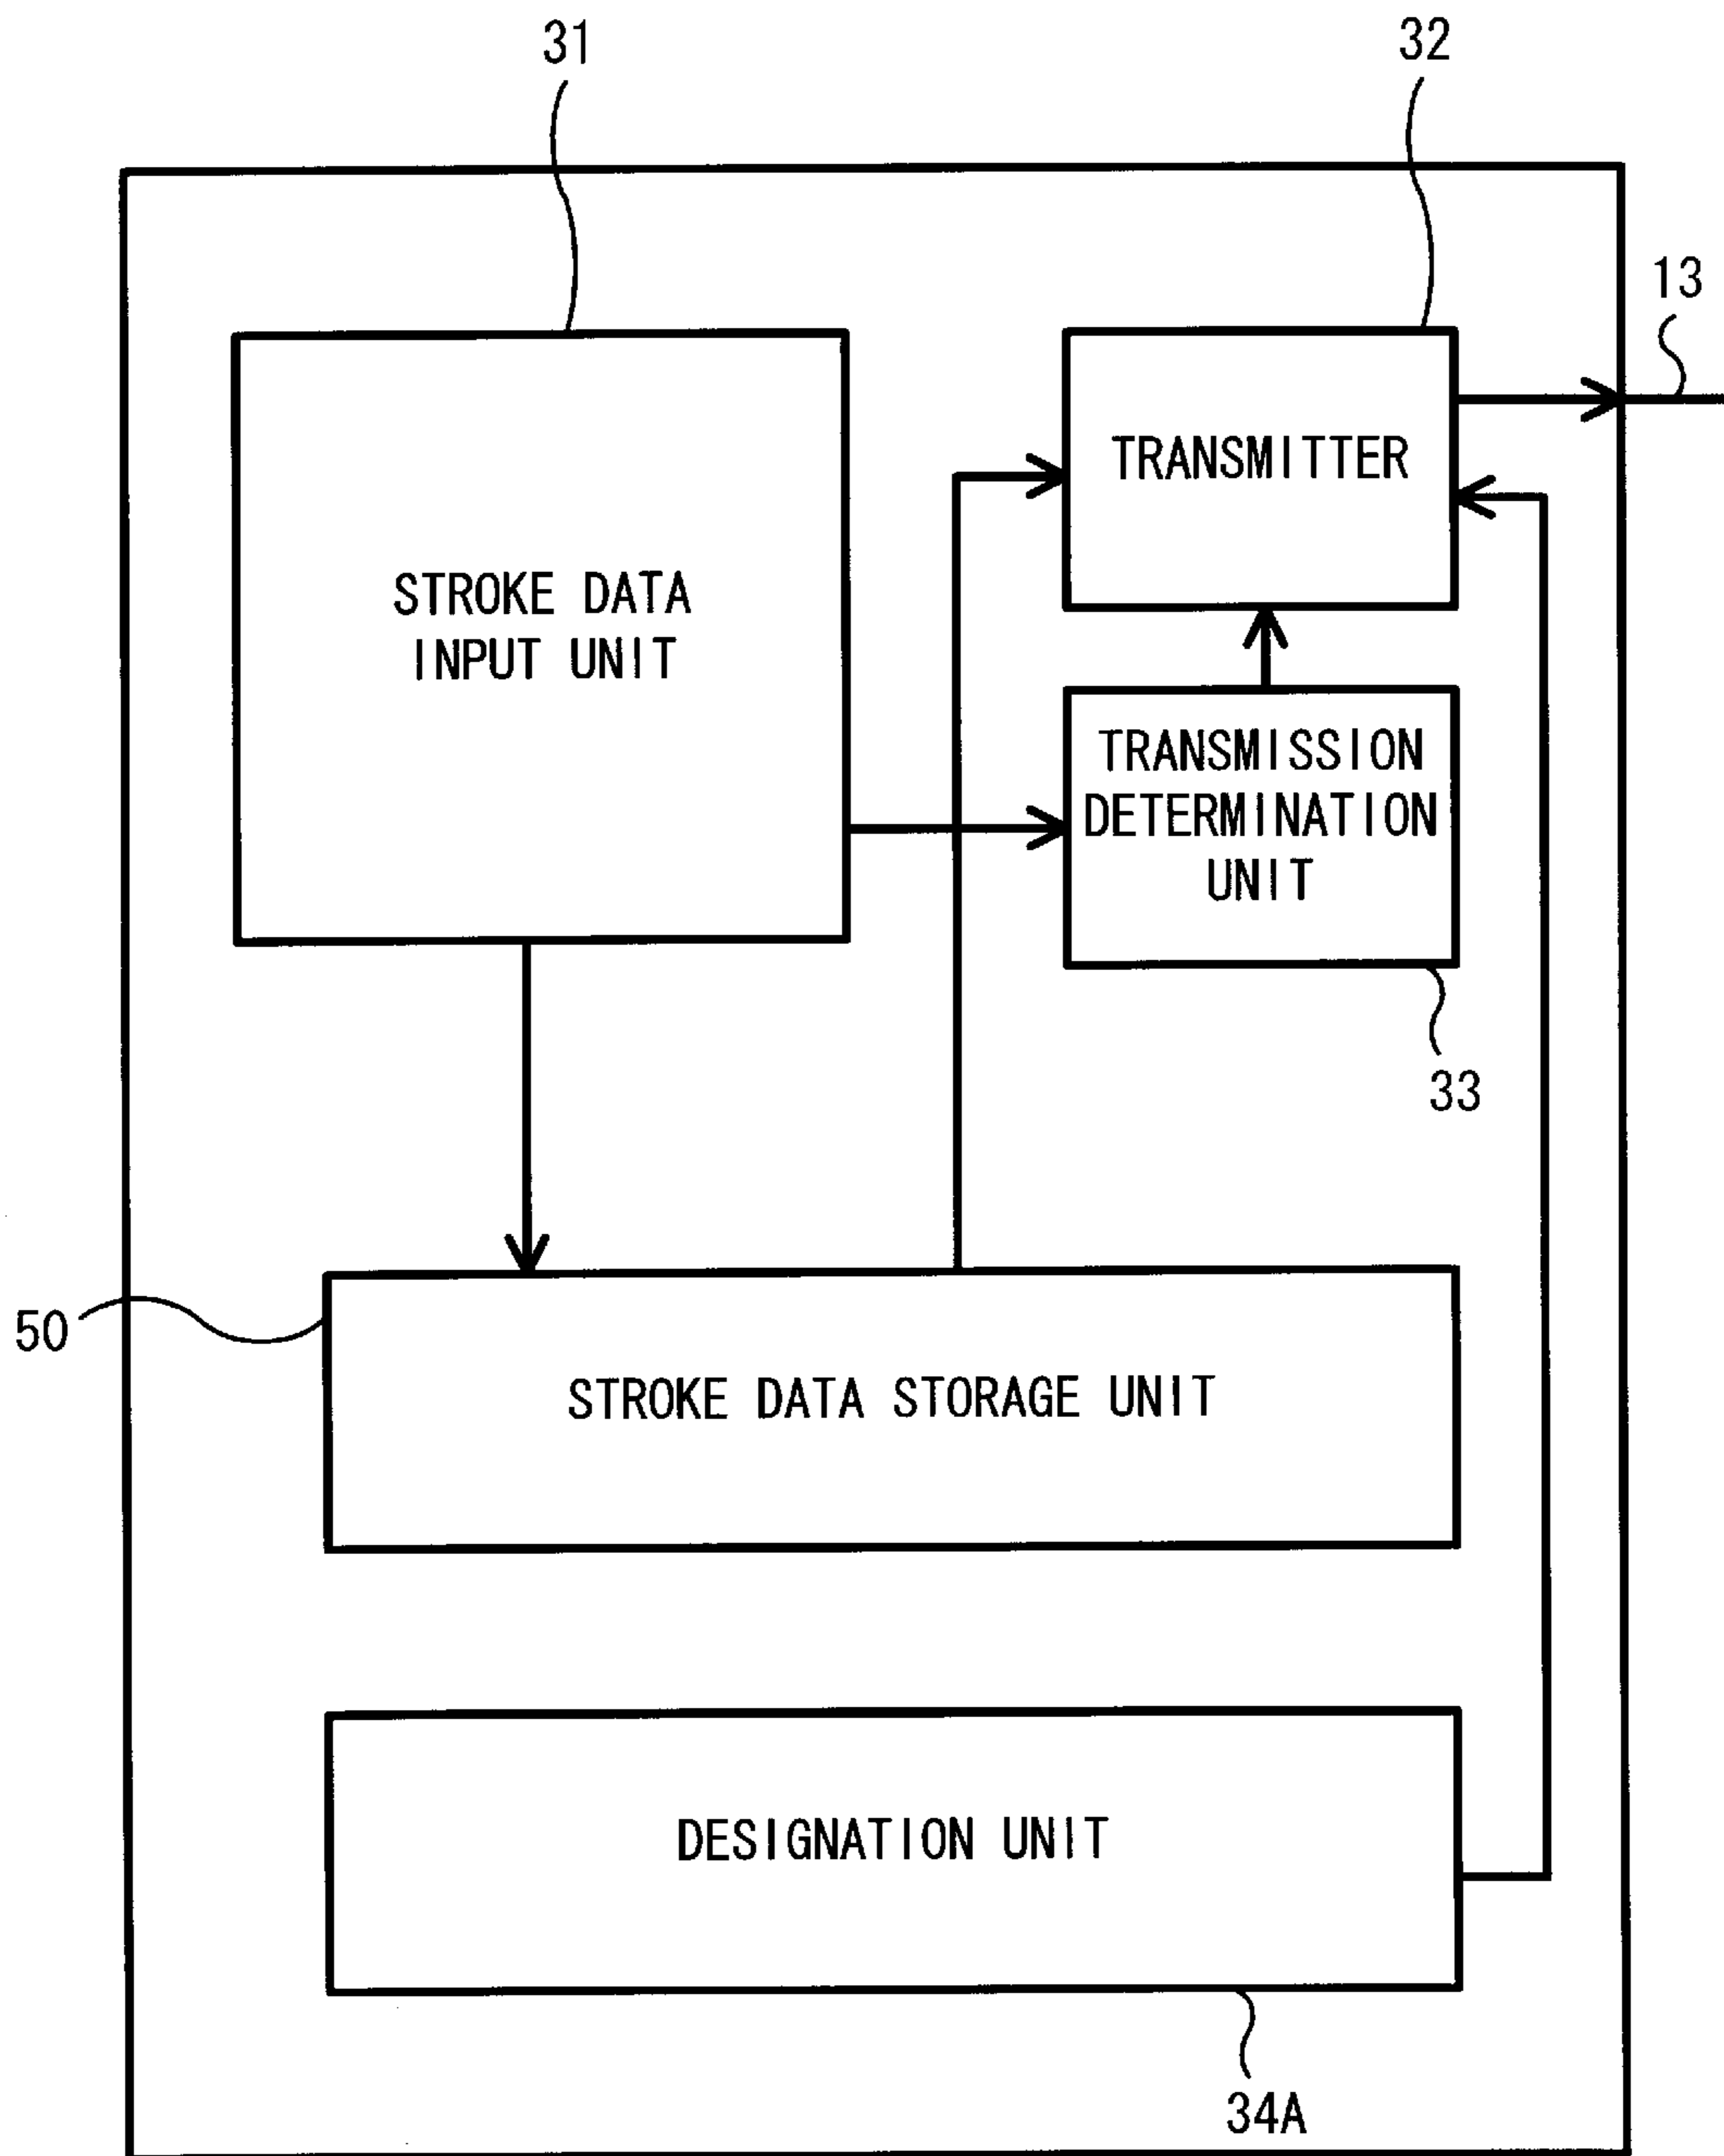 31
32
13
STROKE DATA
INPUT UNIT
TRANSMITTER
TRANSMISSION
DETERMINATION
UNIT
33
50
STROKE DATA STORAGE UNIT
DESIGNATION UNIT
34A